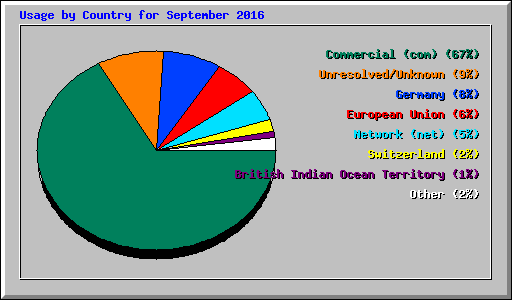 Usage by Country for September 2016
Commercial (com) (67%)
Unresolved/Unknown (9%)
Germany (8%)
European Union (6%)
Network (net) (5%)
Switzerland (2%)
British Indian Ocean Territory (1%)
Other (2%)